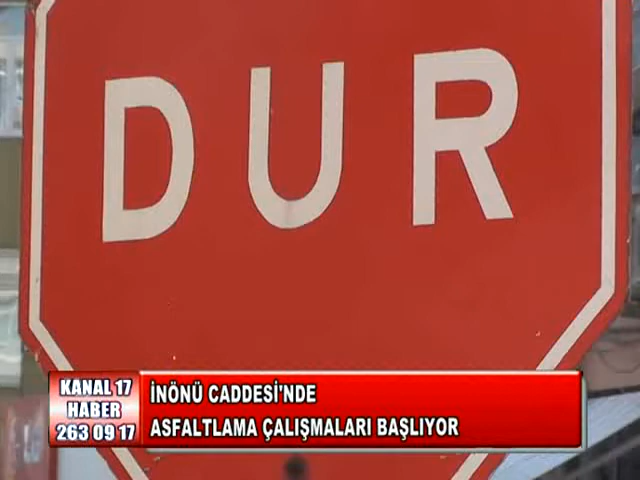 DUR
KANAL 17
HABER
263 09 17
İNÖNÜ CADDESİ'NDE
ASFALTLAMA ÇALIŞMALARI BAŞLIYOR